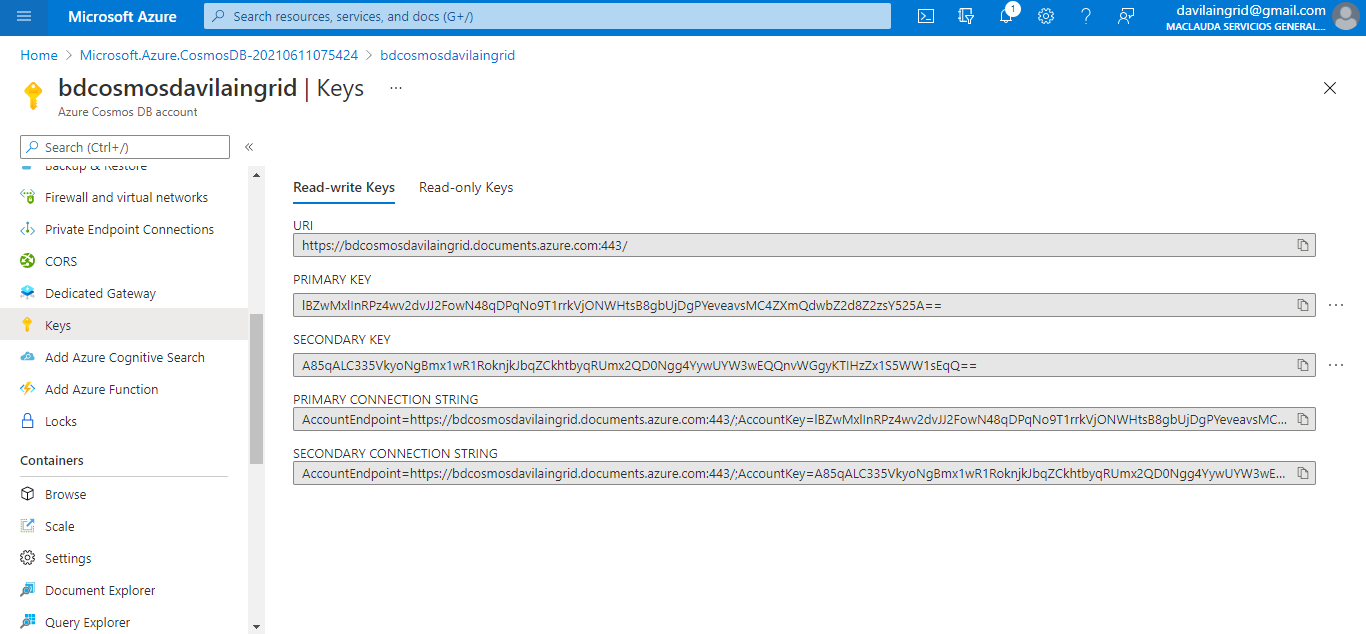 Microsoft Azure
Search resources, services, and docs (G+/)
1
davilaingrid@gmail.com
MACLAUDA SERVICIOS GENERAL...
Home > Microsoft.Azure.CosmosDB-20210611075424 > bdcosmosdavilaingrid
bdcosmosdavilaingrid | Keys ...
Azure Cosmos DB account
Search (Ctrl+/)
Backup & Restore
Firewall and virtual networks
Private Endpoint Connections
CORS
Dedicated Gateway
Keys
Add Azure Cognitive Search
Add Azure Function
Locks
Containers
Browse
Scale
Settings
Document Explorer
Query Explorer
Read-write Keys
Read-only Keys
URI
https://bdcosmosdavilaingrid.documents.azure.com:443/
PRIMARY KEY
lBZwMxlInRPz4wv2dvJJ2FowN48qDPqNo9T1rrkVjONWHtsB8gbUjDgPYeveavsMC4ZXmQdwbZ2d8Z2zsY525A==
SECONDARY KEY
A85qALC335VkyoNgBmx1wR1RoknjkJbqZCkhtbyqRUmx2QD0Ngg4YywUYW3wEQQnvWGgyKTIHzZx1S5WW1sEqQ==
PRIMARY CONNECTION STRING
AccountEndpoint=https://bdcosmosdavilaingrid.documents.azure.com:443/;AccountKey=lBZwMxlInRPz4wv2dvJJ2FowN48qDPqNo9T1rrkVjONWHtsB8gbUjDgPYeveavsMC...
SECONDARY CONNECTION STRING
AccountEndpoint=https://bdcosmosdavilaingrid.documents.azure.com:443/;AccountKey=A85qALC335VkyoNgBmx1wR1RoknjkJbqZCkhtbyqRUmx2QD0Ngg4YywUYW3wE...